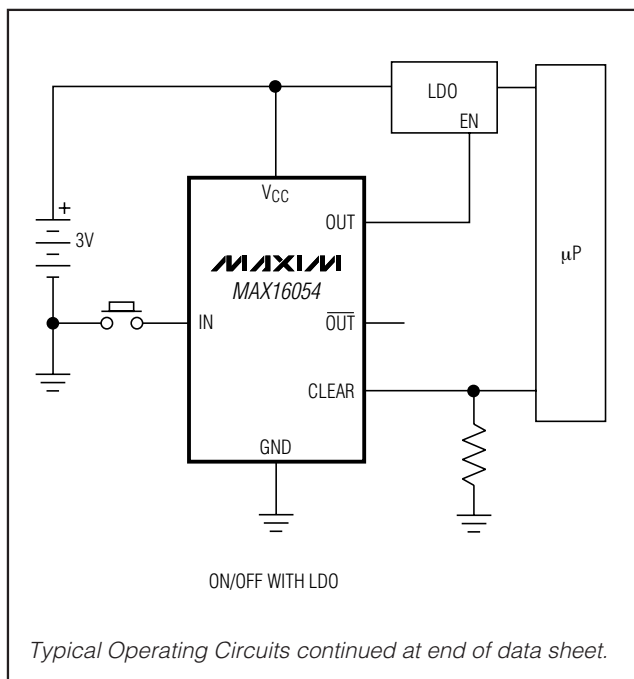 LDO
EN
VCC
OUT
+
3V
MAXIM
MAX16054
μP
IN
OUT
CLEAR
GND
ON/OFF WITH LDO
Typical Operating Circuits continued at end of data sheet.